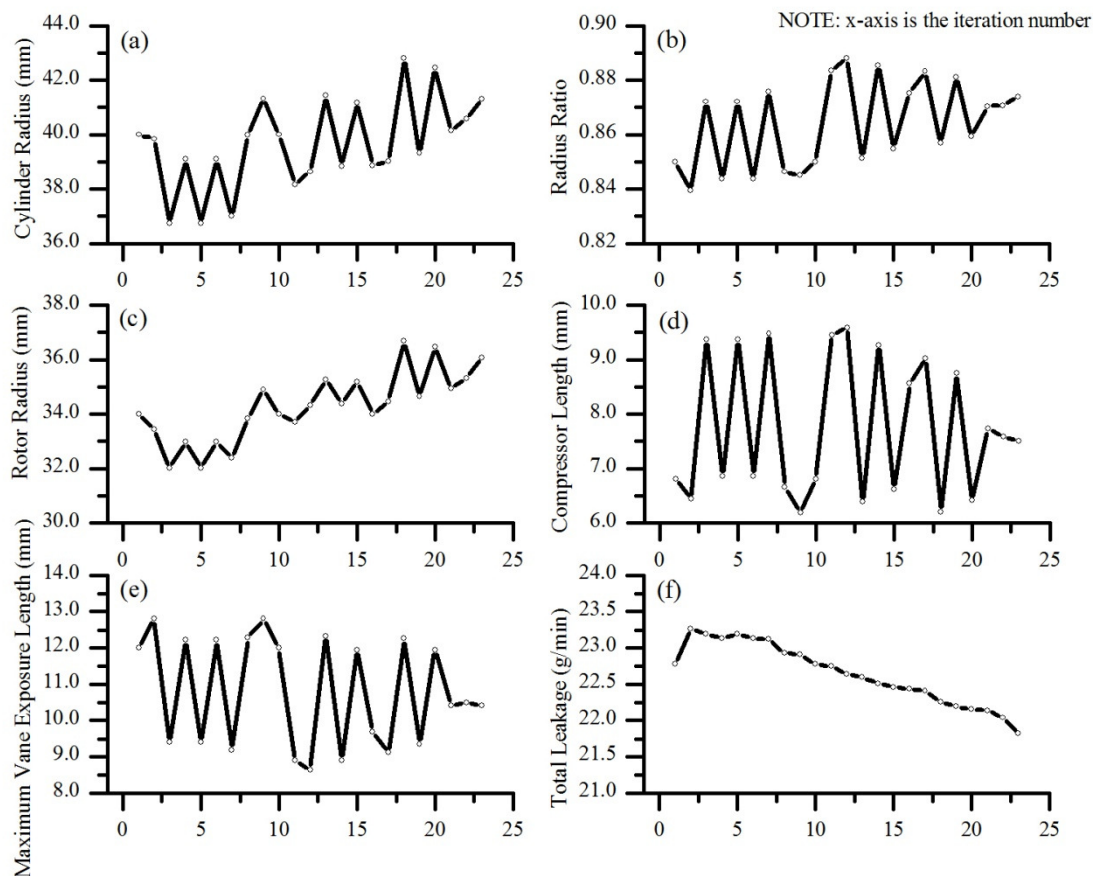 NOTE: x-axis is the iteration number
(a)
Cylinder Radius (mm)
44.0
42.0
40.0
38.0
36.0
0 5 10 15 20 25
(b)
Radius Ratio
0.90
0.88
0.86
0.84
0.82
0 5 10 15 20 25
(c)
Rotor Radius (mm)
38.0
36.0
34.0
32.0
30.0
0 5 10 15 20 25
(d)
Compressor Length (mm)
10.0
9.0
8.0
7.0
6.0
0 5 10 15 20 25
(e)
Maximum Vane Exposure Length (mm)
14.0
13.0
12.0
11.0
10.0
9.0
8.0
0 5 10 15 20 25
(f)
Total Leakage (g/min)
24.0
23.5
23.0
22.5
22.0
21.5
21.0
0 5 10 15 20 25